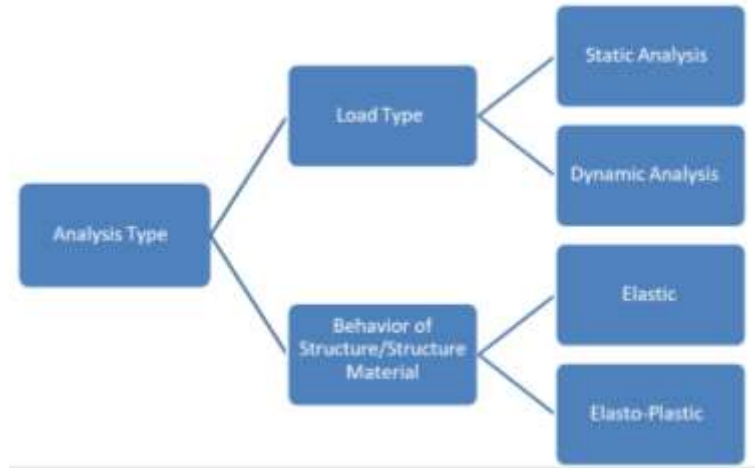 Analysis Type
Load Type
Static Analysis
Dynamic Analysis
Behavior of
Structure/Structure
Material
Elastic
Elasto-Plastic